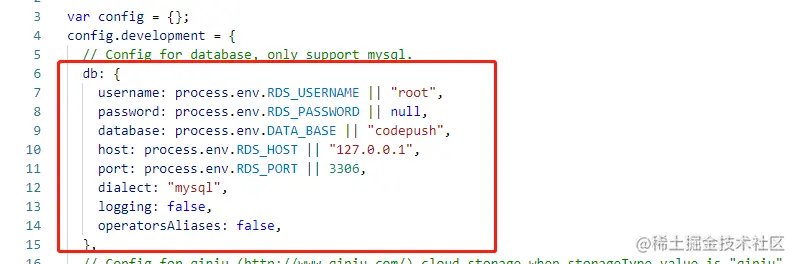 3 var config = {};
4 config.development = {
5 // Config for database, only support mysql.
6 db: {
7 username: process.env.RDS_USERNAME || "root",
8 password: process.env.RDS_PASSWORD || null,
9 database: process.env.DATA_BASE || "codepush",
10 host: process.env.RDS_HOST || "127.0.0.1",
11 port: process.env.RDS_PORT || 3306,
12 dialect: "mysql",
13 logging: false,
14 operatorsAliases: false,
15 },
16 // Config for qiniu (http://www.qiniu.com/) cloud storage when storageType value is "qiniu"
@稀土掘金技术社区